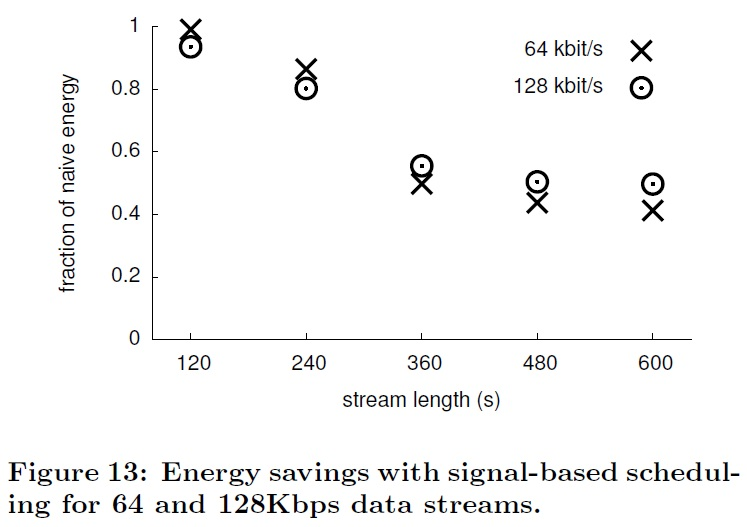 1
0.8
0.6
0.4
0.2
0
fraction of naive energy
64 kbit/s
128 kbit/s
120 240 360 480 600
stream length (s)
Figure 13: Energy savings with signal-based schedul-
ing for 64 and 128Kbps data streams.